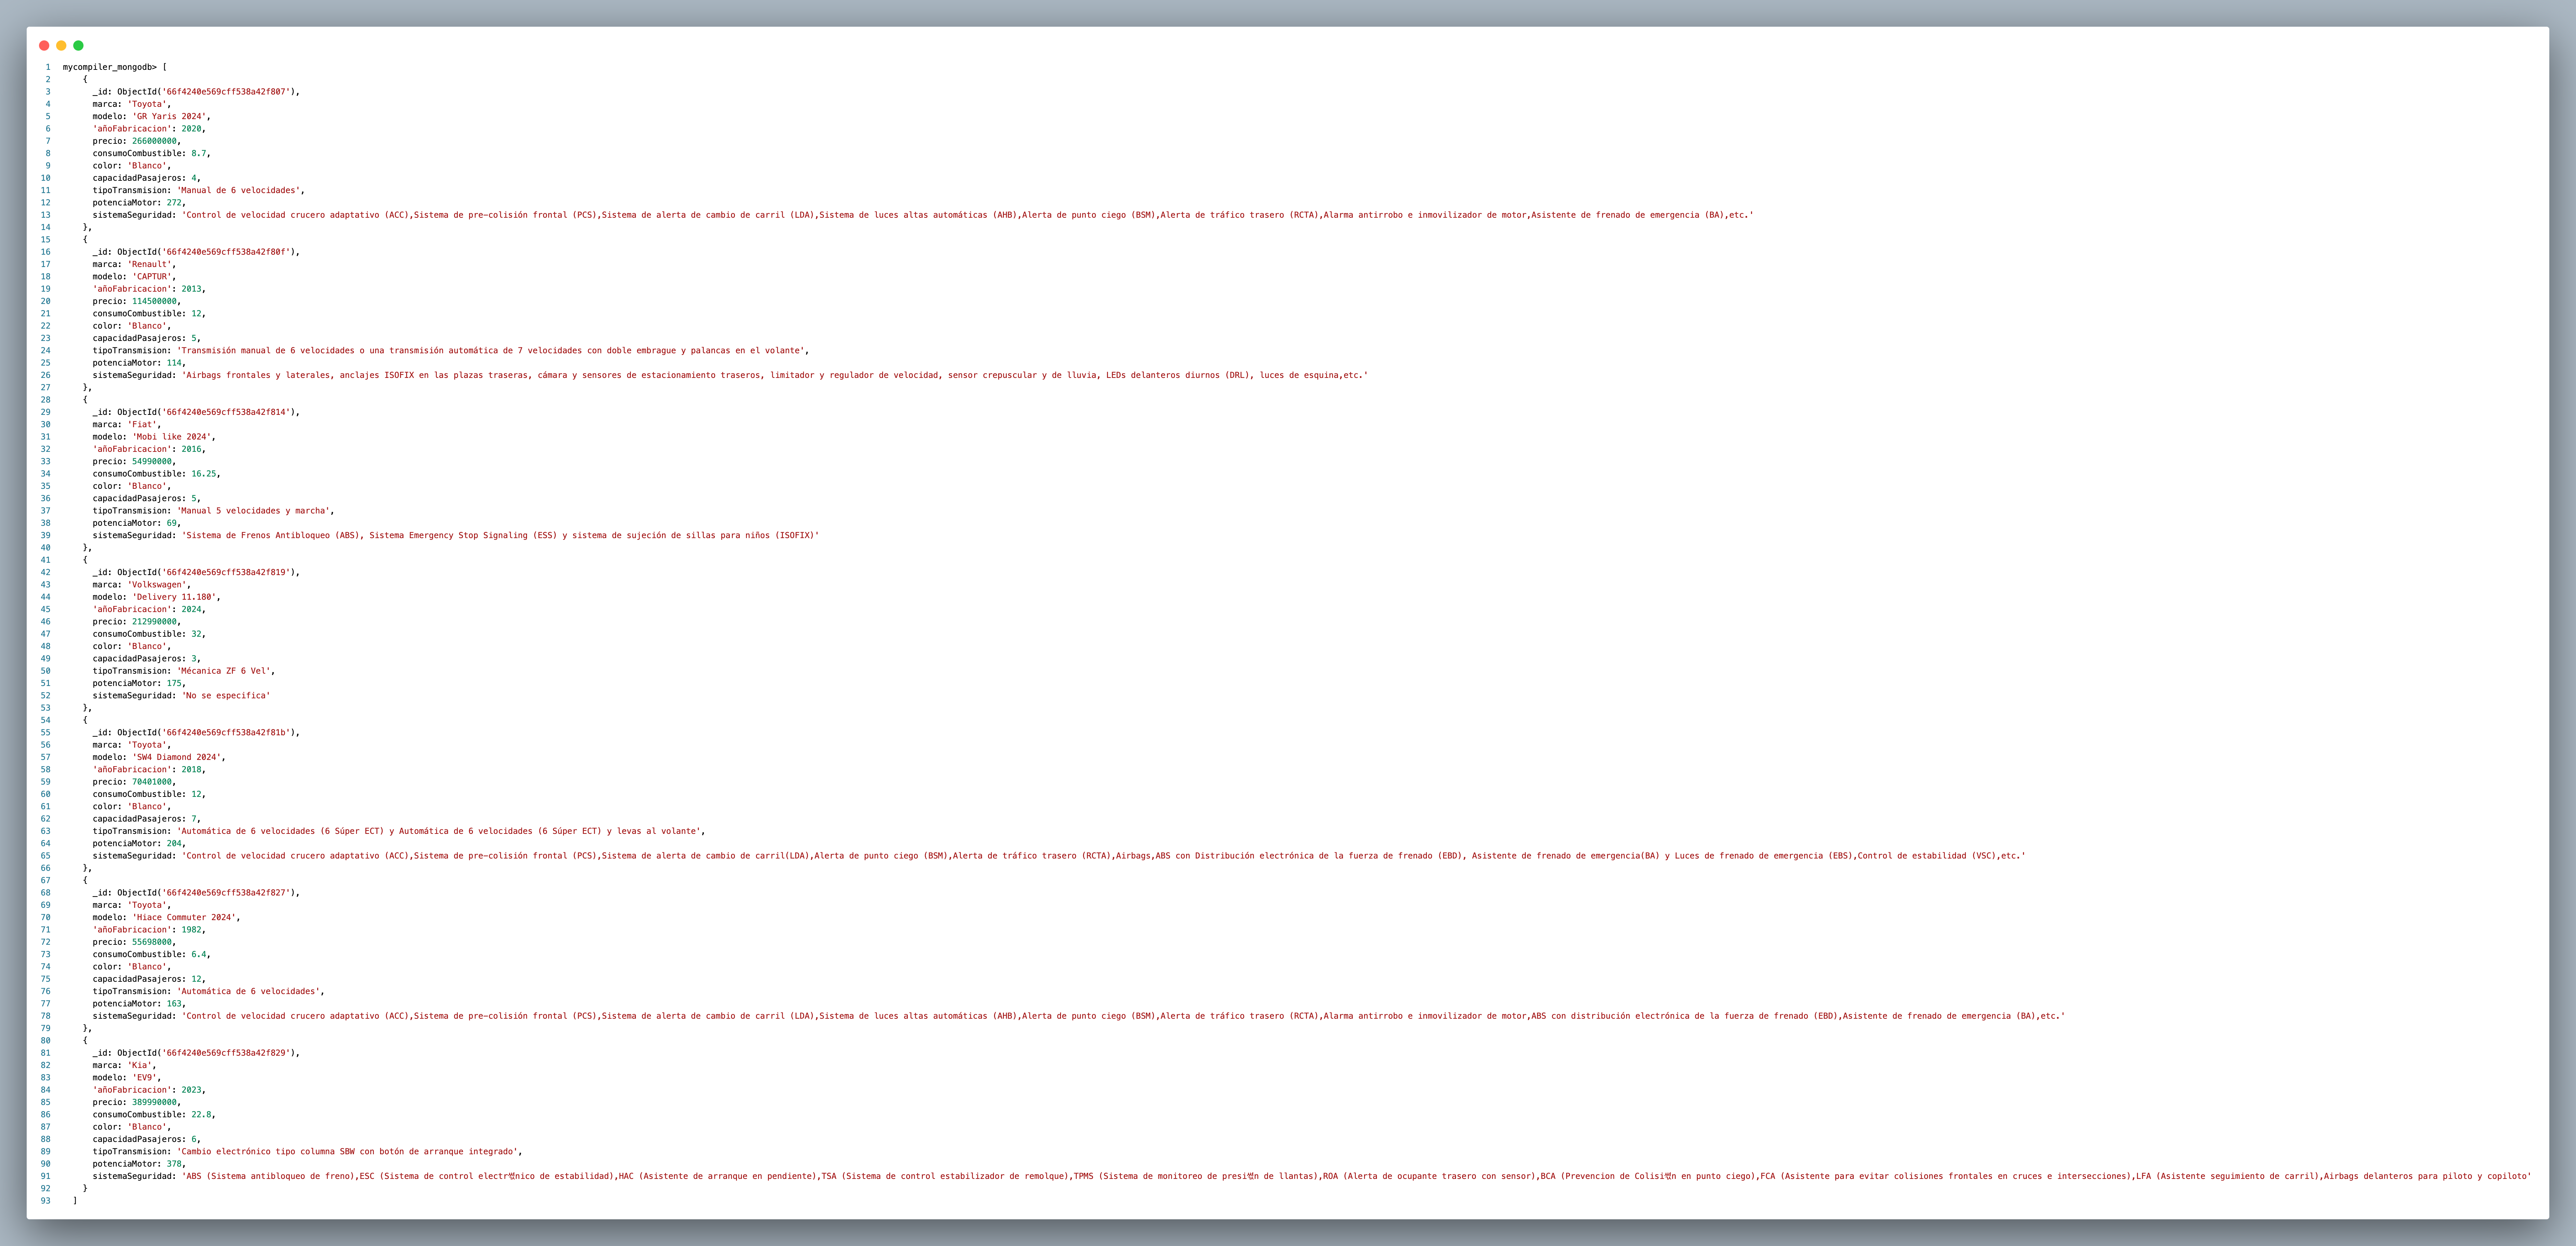 1 mycompiler_mongodb> [
2 {
3 _id: ObjectId('66f4240e569cff538a42f807'),
4 marca: 'Toyota',
5 modelo: 'GR Yaris 2024',
6 'añoFabricacion': 2020,
7 precio: 266000000,
8 consumoCombustible: 8.7,
9 color: 'Blanco',
10 capacidadPasajeros: 4,
11 tipoTransmision: 'Manual de 6 velocidades',
12 potenciaMotor: 272,
13 sistemaSeguridad: 'Control de velocidad crucero adaptativo (ACC),Sistema de pre-colisión frontal (PCS),Sistema de alerta de cambio de carril (LDA),Sistema de luces altas automáticas (AHB),Alerta de punto ciego (BSM),Alerta de tráfico trasero (RCTA),Alarma antirrobo e inmovilizador de motor,Asistente de frenado de emergencia (BA),etc.'
14 },
15 {
16 _id: ObjectId('66f4240e569cff538a42f80f'),
17 marca: 'Renault',
18 modelo: 'CAPTUR',
19 'añoFabricacion': 2013,
20 precio: 114500000,
21 consumoCombustible: 12,
22 color: 'Blanco',
23 capacidadPasajeros: 5,
24 tipoTransmision: 'Transmisión manual de 6 velocidades o una transmisión automática de 7 velocidades con doble embrague y palancas en el volante',
25 potenciaMotor: 114,
26 sistemaSeguridad: 'Airbags frontales y laterales, anclajes ISOFIX en las plazas traseras, cámara y sensores de estacionamiento traseros, limitador y regulador de velocidad, sensor crepuscular y de lluvia, LEDs delanteros diurnos (DRL), luces de esquina,etc.'
27 },
28 {
29 _id: ObjectId('66f4240e569cff538a42f814'),
30 marca: 'Fiat',
31 modelo: 'Mobi like 2024',
32 'añoFabricacion': 2016,
33 precio: 54990000,
34 consumoCombustible: 16.25,
35 color: 'Blanco',
36 capacidadPasajeros: 5,
37 tipoTransmision: 'Manual 5 velocidades y marcha',
38 potenciaMotor: 69,
39 sistemaSeguridad: 'Sistema de Frenos Antibloqueo (ABS), Sistema Emergency Stop Signaling (ESS) y sistema de sujeción de sillas para niños (ISOFIX)'
40 },
41 {
42 _id: ObjectId('66f4240e569cff538a42f819'),
43 marca: 'Volkswagen',
44 modelo: 'Delivery 11.180',
45 'añoFabricacion': 2024,
46 precio: 212990000,
47 consumoCombustible: 32,
48 color: 'Blanco',
49 capacidadPasajeros: 3,
50 tipoTransmision: 'Mécanica ZF 6 Vel',
51 potenciaMotor: 175,
52 sistemaSeguridad: 'No se especifica'
53 },
54 {
55 _id: ObjectId('66f4240e569cff538a42f81b'),
56 marca: 'Toyota',
57 modelo: 'SW4 Diamond 2024',
58 'añoFabricacion': 2018,
59 precio: 70401000,
60 consumoCombustible: 12,
61 color: 'Blanco',
62 capacidadPasajeros: 7,
63 tipoTransmision: 'Automática de 6 velocidades (6 Súper ECT) y Automática de 6 velocidades (6 Súper ECT) y levas al volante',
64 potenciaMotor: 204,
65 sistemaSeguridad: 'Control de velocidad crucero adaptativo (ACC),Sistema de pre-colisión frontal (PCS),Sistema de alerta de cambio de carril(LDA),Alerta de punto ciego (BSM),Alerta de tráfico trasero (RCTA),Airbags,ABS con Distribución electrónica de la fuerza de frenado (EBD), Asistente de frenado de emergencia(BA) y Luces de frenado de emergencia (EBS),Control de estabilidad (VSC),etc.'
66 },
67 {
68 _id: ObjectId('66f4240e569cff538a42f827'),
69 marca: 'Toyota',
70 modelo: 'Hiace Commuter 2024',
71 'añoFabricacion': 1982,
72 precio: 55698000,
73 consumoCombustible: 6.4,
74 color: 'Blanco',
75 capacidadPasajeros: 12,
76 tipoTransmision: 'Automática de 6 velocidades',
77 potenciaMotor: 163,
78 sistemaSeguridad: 'Control de velocidad crucero adaptativo (ACC),Sistema de pre-colisión frontal (PCS),Sistema de alerta de cambio de carril (LDA),Sistema de luces altas automáticas (AHB),Alerta de punto ciego (BSM),Alerta de tráfico trasero (RCTA),Alarma antirrobo e inmovilizador de motor,ABS con distribución electrónica de la fuerza de frenado (EBD),Asistente de frenado de emergencia (BA),etc.'
79 },
80 {
81 _id: ObjectId('66f4240e569cff538a42f829'),
82 marca: 'Kia',
83 modelo: 'EV9',
84 'añoFabricacion': 2023,
85 precio: 389990000,
86 consumoCombustible: 22.8,
87 color: 'Blanco',
88 capacidadPasajeros: 6,
89 tipoTransmision: 'Cambio electrónico tipo columna SBW con botón de arranque integrado',
90 potenciaMotor: 378,
91 sistemaSeguridad: 'ABS (Sistema antibloqueo de freno),ESC (Sistema de control de estabilidad),HAC (Asistente de arranque en pendiente),TSA (Sistema de control estabilizador de remolque),TPMS (Sistema de monitoreo de de llantas),ROA (Alerta de ocupante trasero con sensor),BCA (Prevencion de en punto ciego),FCA (Asistente para evitar colisiones frontales en cruces e intersecciones),LFA (Asistente seguimiento de carril),Airbags delanteros para piloto y copiloto'
92 }
93 ]